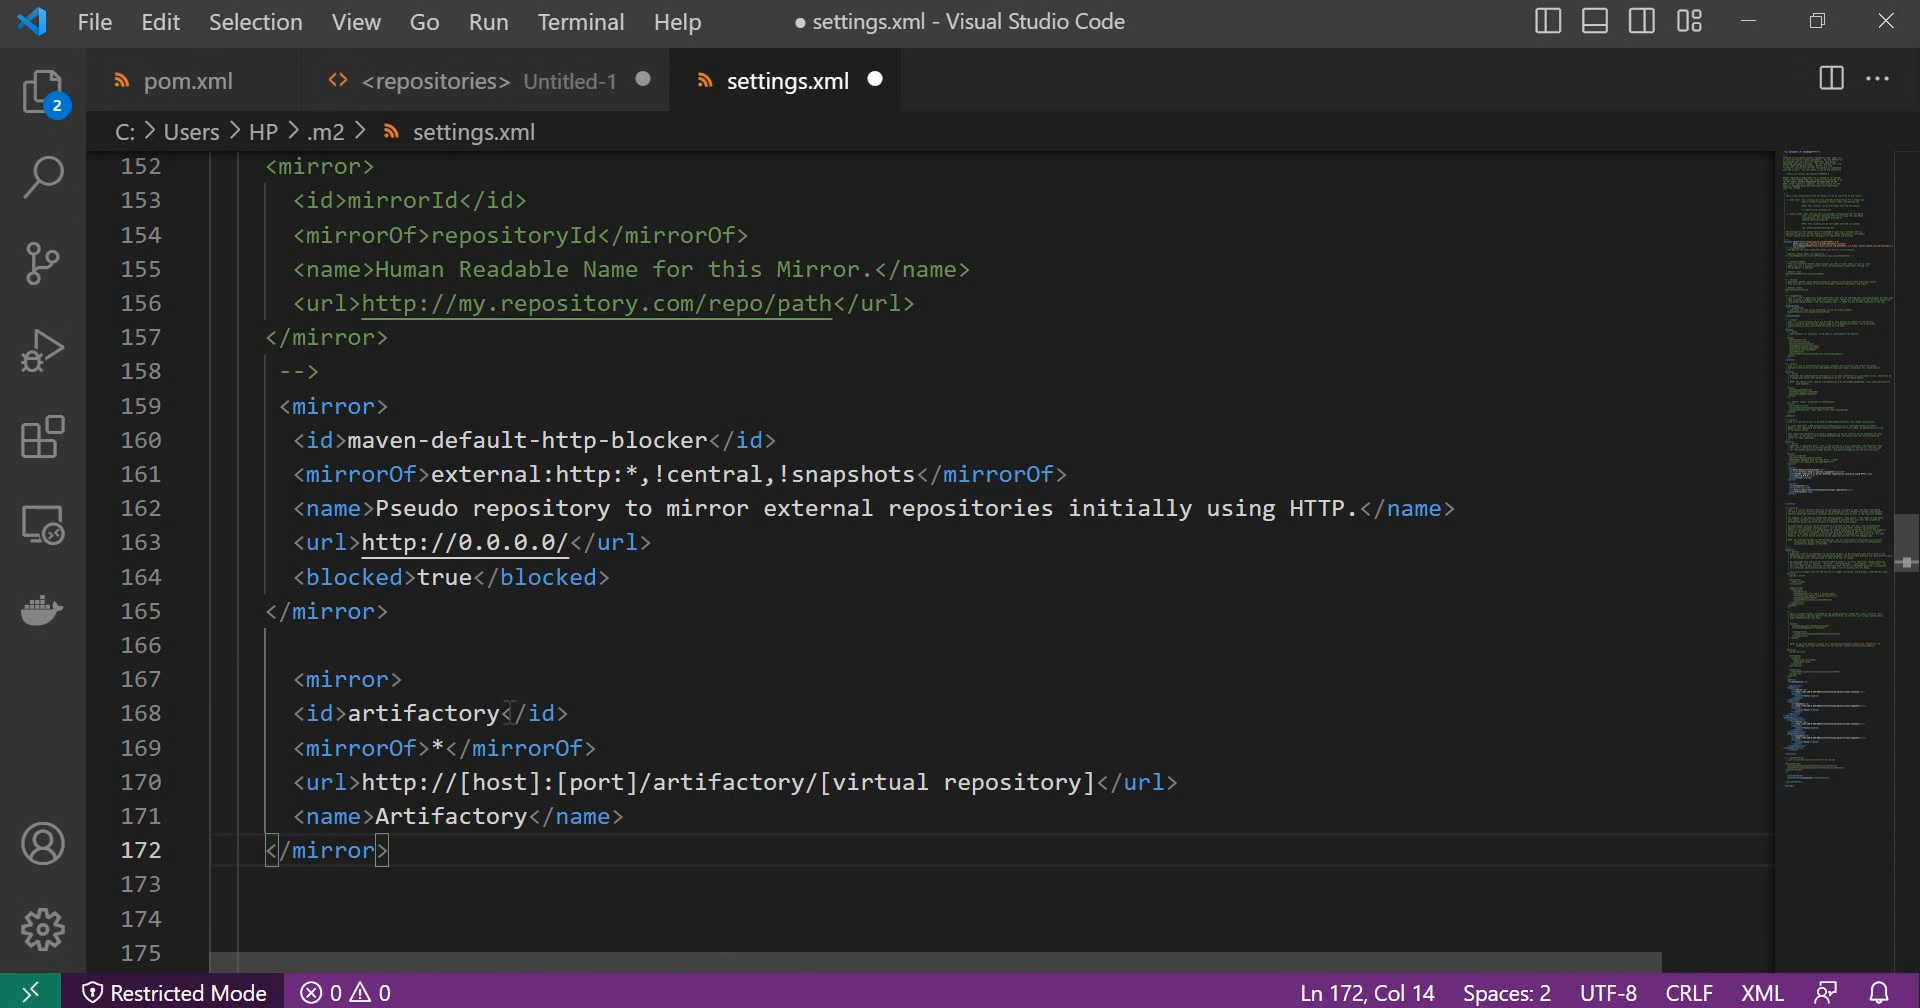 File Edit Selection View Go Run Terminal Help ● settings.xml - Visual Studio Code
pom.xml <repositories> Untitled-1 settings.xml
2
C: > Users > HP > .m2 > settings.xml
152 <mirror>
153 <id>mirrorId</id>
154 <mirrorOf>repositoryId</mirrorOf>
155 <name>Human Readable Name for this Mirror.</name>
156 <url>http://my.repository.com/repo/path</url>
157 </mirror>
158 -->
159 <mirror>
160 <id>maven-default-http-blocker</id>
161 <mirrorOf>external:http:*,!central,!snapshots</mirrorOf>
162 <name>Pseudo repository to mirror external repositories initially using HTTP.</name>
163 <url>http://0.0.0.0/</url>
164 <blocked>true</blocked>
165 </mirror>
166
167 <mirror>
168 <id>artifactory</id>
169 <mirrorOf>*</mirrorOf>
170 <url>http://[host]:[port]/artifactory/[virtual repository]</url>
171 <name>Artifactory</name>
172 </mirror>
173
174
175
Restricted Mode 0 0 Ln 172, Col 14 Spaces: 2 UTF-8 CRLF XML